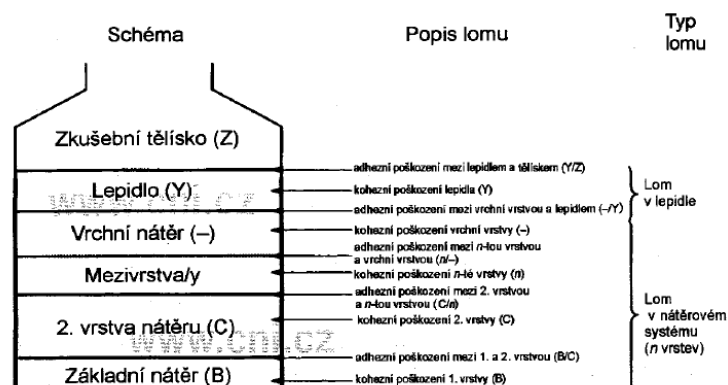 Schéma
Popis lomu
Typ
lomu
Zkušební tělísko (Z)
adhezní poškození mezi lepidlem a tělískem (Y/Z)
Lepidlo (Y)
kohezní poškození lepidla (Y)
Lom
v lepidle
adhezní poškození mezi vrchní vrstvou a lepidlem (–/Y)
Vrchní nátěr (–)
kohezní poškození vrchní vrstvy (–)
adhezní poškození mezi n-tou vrstvou
a vrchní vrstvou (n/–)
Mezivrstva/y
kohezní poškození n-té vrstvy (n)
adhezní poškození mezi 2. vrstvou
a n-tou vrstvou (C/n)
2. vrstva nátěru (C)
kohezní poškození 2. vrstvy (C)
Lom
v nátěrovém
systému
(n vrstev)
adhezní poškození mezi 1. a 2. vrstvou (B/C)
Základní nátěr (B)
kohezní poškození 1. vrstvy (B)